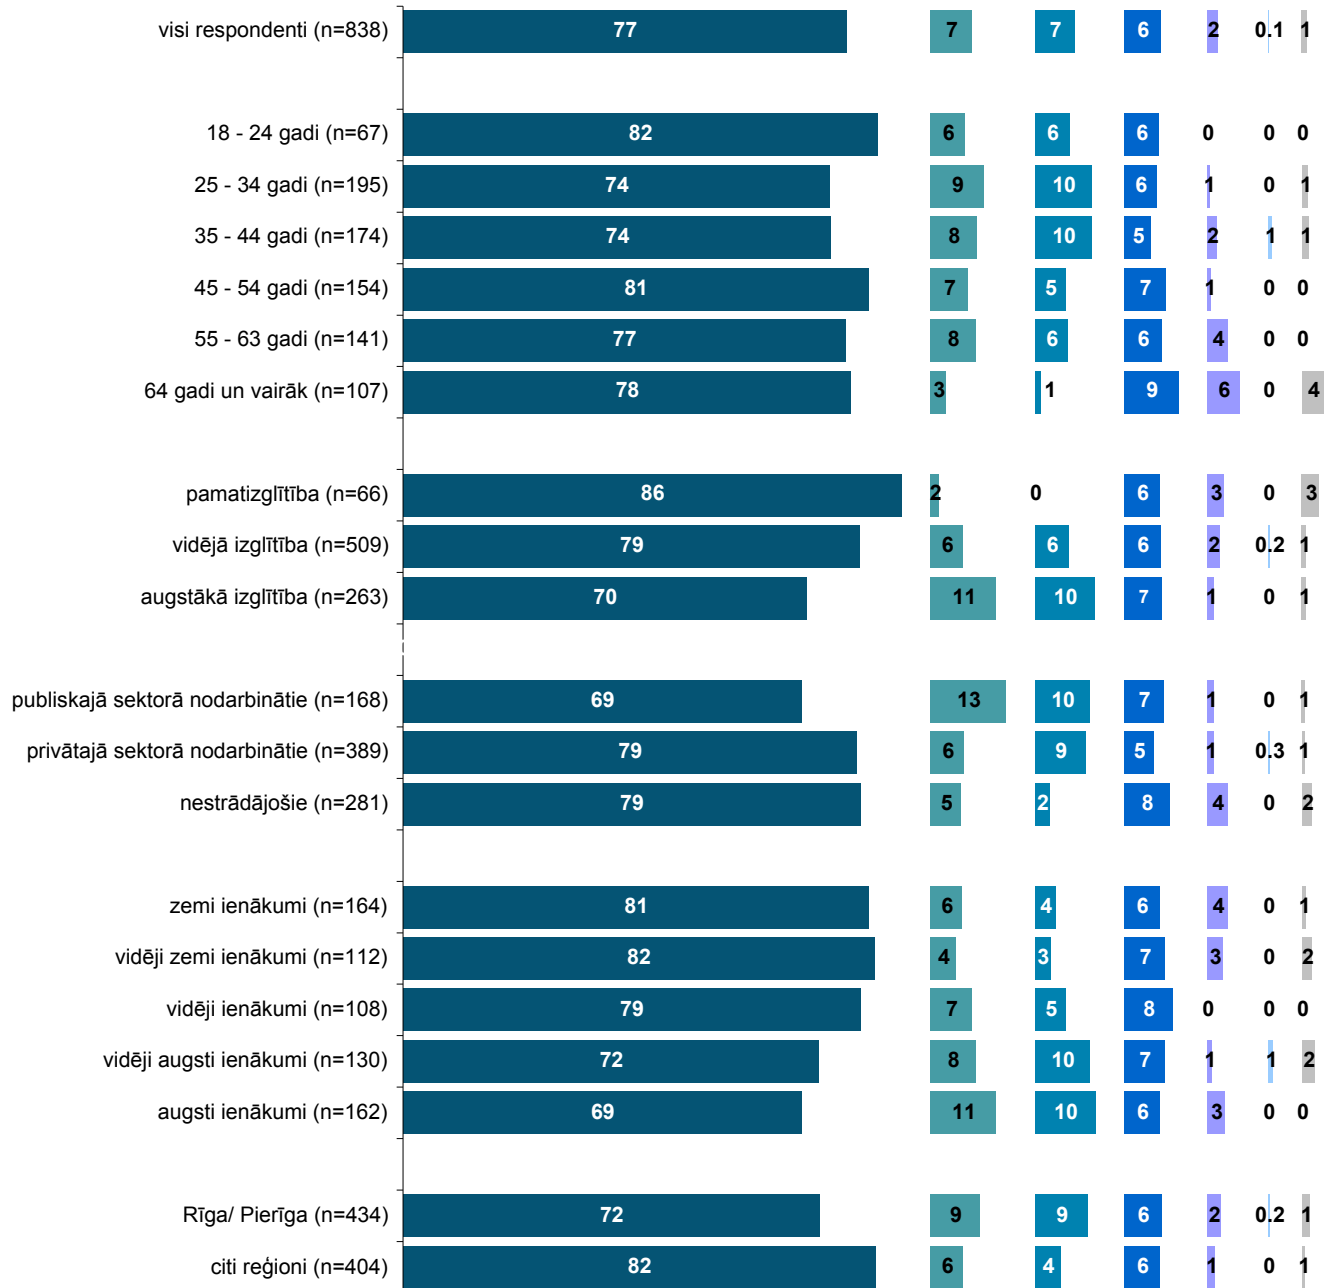 visi respondenti (n=838) 77 7 7 6 2 0.1 1
18 - 24 gadi (n=67) 82 6 6 6 0 0 0
25 - 34 gadi (n=195) 74 9 10 6 1 0 1
35 - 44 gadi (n=174) 74 8 10 5 2 1 1
45 - 54 gadi (n=154) 81 7 5 7 1 0 0
55 - 63 gadi (n=141) 77 8 6 6 4 0 0
64 gadi un vairāk (n=107) 78 3 1 9 6 0 4
pamatizglītība (n=66) 86 2 0 6 3 0 3
vidējā izglītība (n=509) 79 6 6 6 2 0.2 1
augstākā izglītība (n=263) 70 11 10 7 1 0 1
publiskajā sektorā nodarbinātie (n=168) 69 13 10 7 1 0 1
privātajā sektorā nodarbinātie (n=389) 79 6 9 5 1 0.3 1
nestrādājošie (n=281) 79 5 2 8 4 0 2
zemi ienākumi (n=164) 81 6 4 6 4 0 1
vidēji zemi ienākumi (n=112) 82 4 3 7 3 0 2
vidēji ienākumi (n=108) 79 7 5 8 0 0 0
vidēji augsti ienākumi (n=130) 72 8 10 7 1 1 2
augsti ienākumi (n=162) 69 11 10 6 3 0 0
Rīga/ Pierīga (n=434) 72 9 9 6 2 0.2 1
citi reģioni (n=404) 82 6 4 6 1 0 1